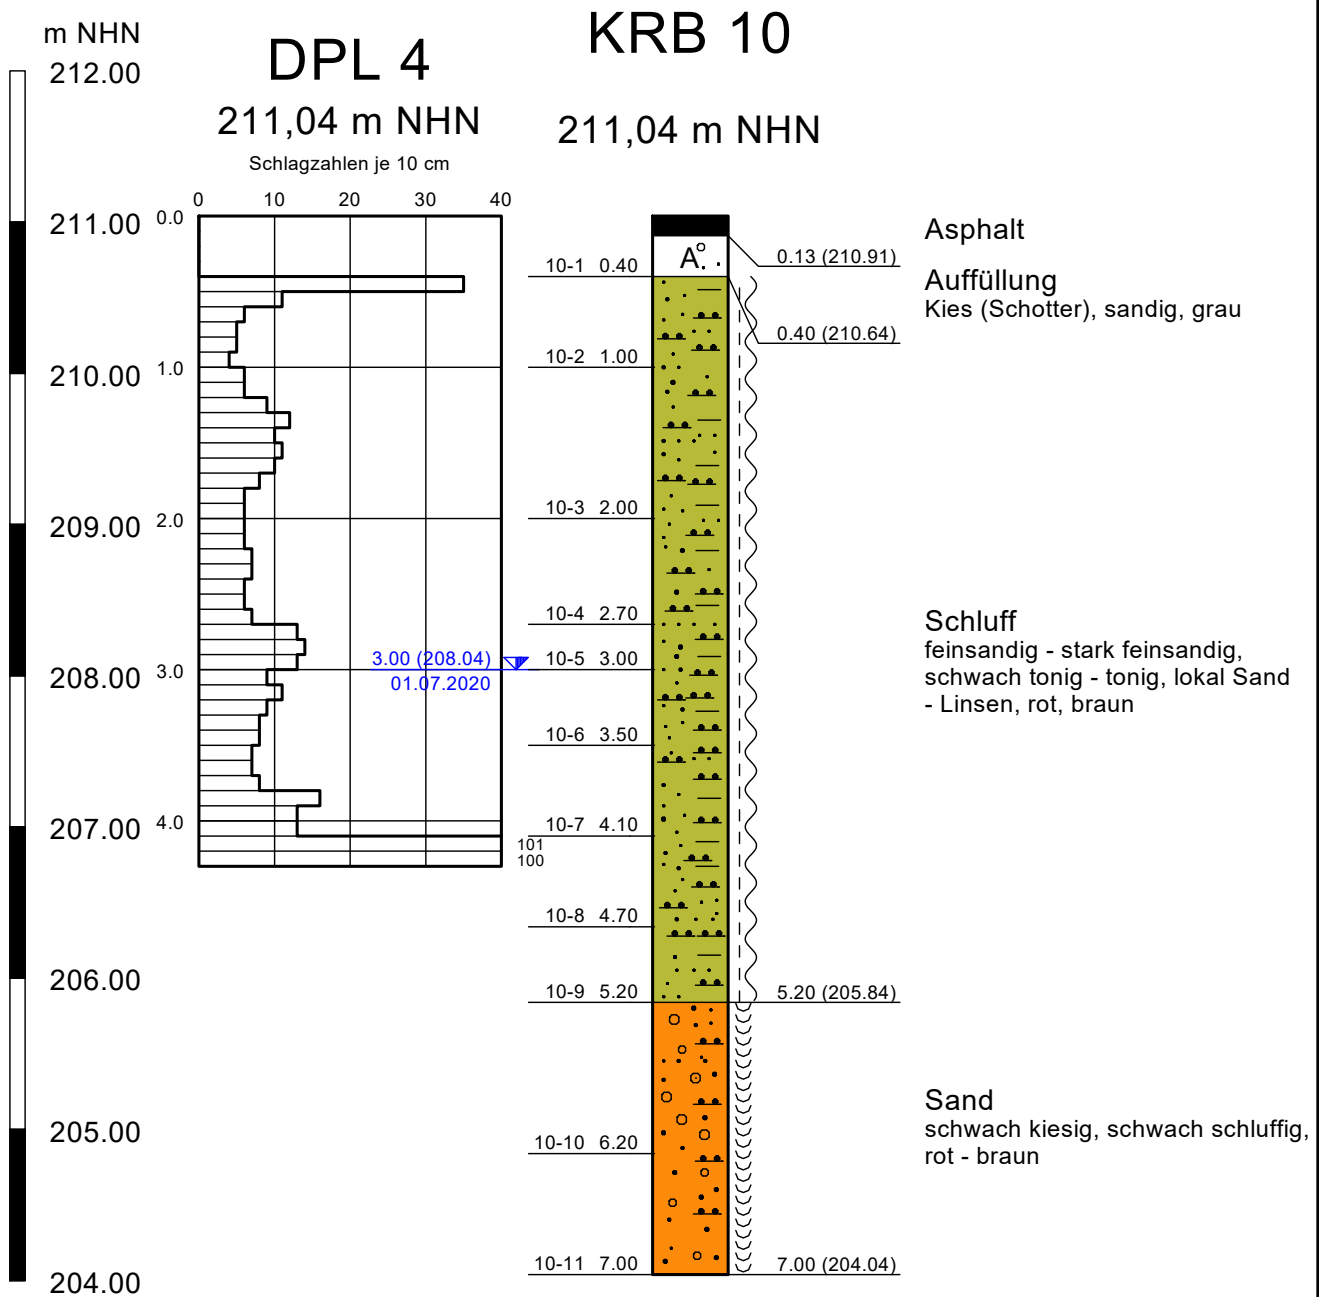 m NHN
212.00
211.00
210.00
209.00
208.00
207.00
206.00
205.00
204.00
DPL 4
211,04 m NHN
Schlagzahlen je 10 cm
0 10 20 30 40
0.0
1.0
2.0
3.0
4.0
3.00 (208.04)
01.07.2020
101
100
KRB 10
211,04 m NHN
A
10-1 0.40
10-2 1.00
10-3 2.00
10-4 2.70
10-5 3.00
10-6 3.50
10-7 4.10
10-8 4.70
10-9 5.20
10-10 6.20
10-11 7.00
0.13 (210.91)
0.40 (210.64)
5.20 (205.84)
7.00 (204.04)
Asphalt
Auffüllung
Kies (Schotter), sandig, grau
Schluff
feinsandig - stark feinsandig,
schwach tonig - tonig, lokal Sand
- Linsen, rot, braun
Sand
schwach kiesig, schwach schluffig,
rot - braun